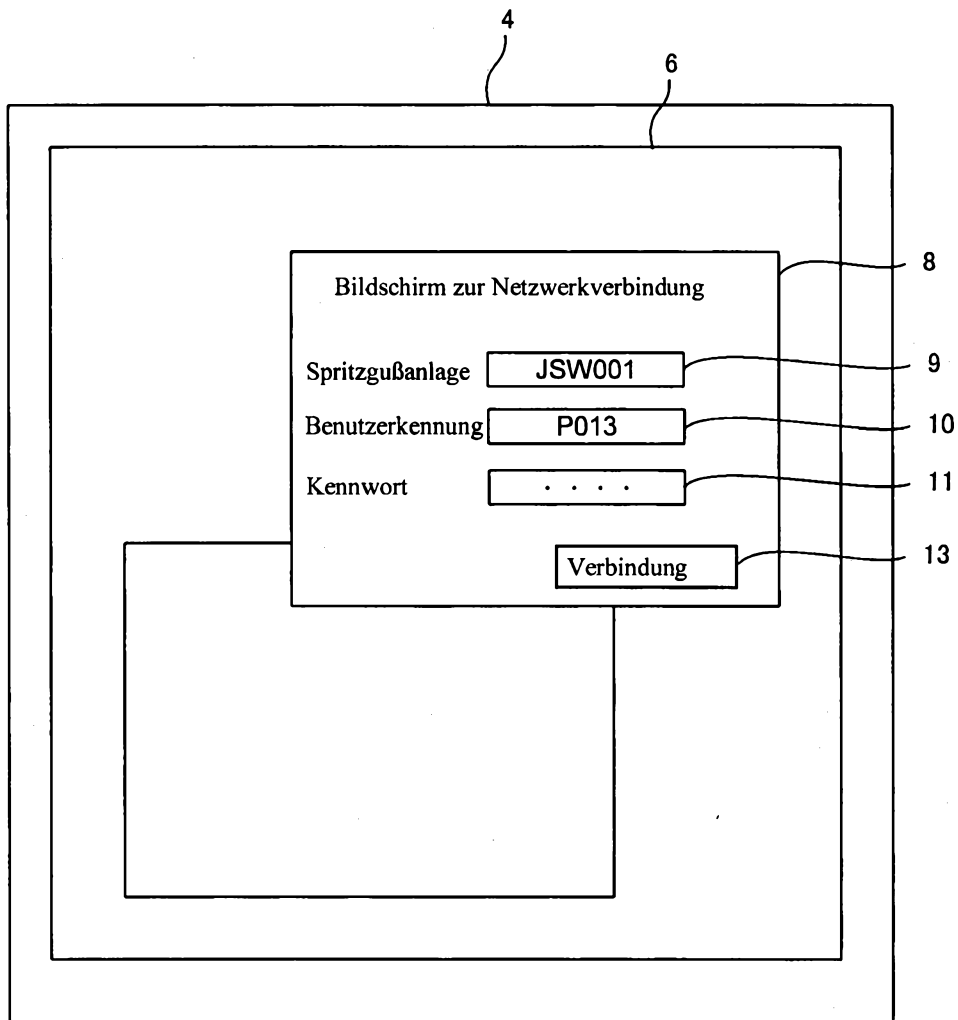 4
6
8
Bildschirm zur Netzwerkverbindung
Spritzgußanlage JSW001 9
Benutzerkennung P013 10
Kennwort . . . . 11
Verbindung 13